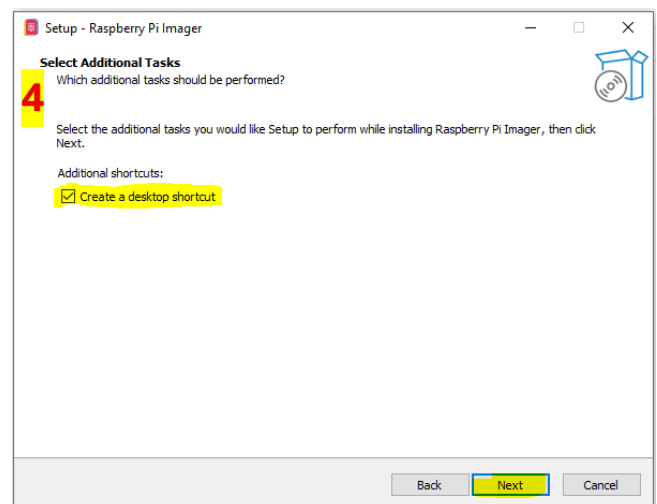 Setup - Raspberry Pi Imager
Select Additional Tasks
Which additional tasks should be performed?
4
Select the additional tasks you would like Setup to perform while installing Raspberry Pi Imager, then click
Next.
Additional shortcuts:
Create a desktop shortcut
Back Next Cancel